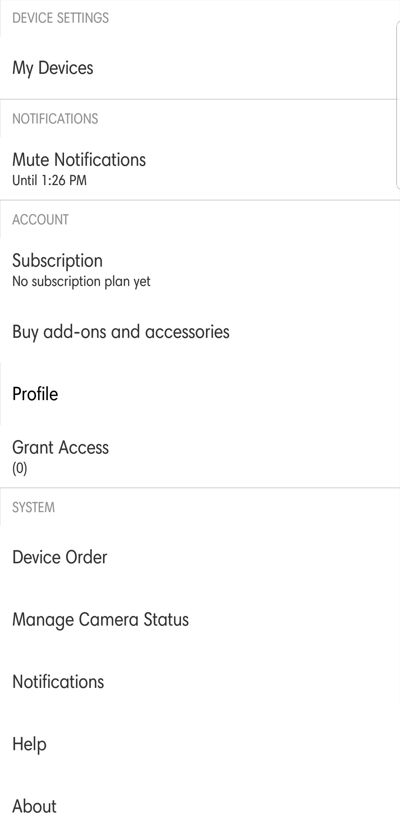 DEVICE SETTINGS
My Devices
NOTIFICATIONS
Mute Notifications
Until 1:26 PM
ACCOUNT
Subscription
No subscription plan yet
Buy add-ons and accessories
Profile
Grant Access
(0)
SYSTEM
Device Order
Manage Camera Status
Notifications
Help
About